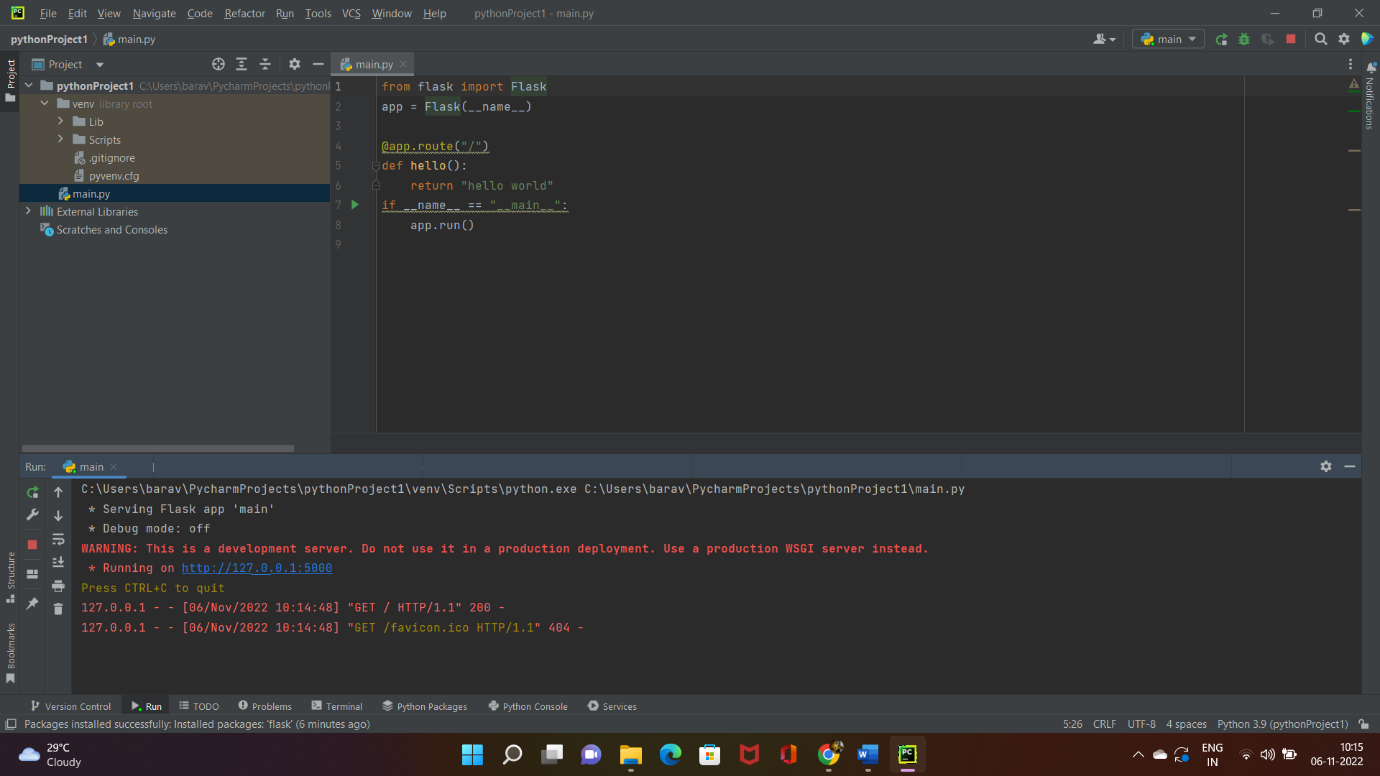 File Edit View Navigate Code Refactor Run Tools VCS Window Help pythonProject1 - main.py
pythonProject1 main.py
main
Project
Project
pythonProject1 C:\Users\barav\PycharmProjects\python
venv library root
Lib
Scripts
.gitignore
pyvenv.cfg
main.py
External Libraries
Scratches and Consoles
main.py
1 from flask import Flask
2 app = Flask(__name__)
3
4 @app.route("/")
5 def hello():
6 return "hello world"
7 if __name__ == "__main__":
8 app.run()
9
Notifications
Run: main
C:\Users\barav\PycharmProjects\pythonProject1\venv\Scripts\python.exe C:\Users\barav\PycharmProjects\pythonProject1\main.py
* Serving Flask app 'main'
* Debug mode: off
WARNING: This is a development server. Do not use it in a production deployment. Use a production WSGI server instead.
* Running on http://127.0.0.1:5000
Press CTRL+C to quit
127.0.0.1 - - [06/Nov/2022 10:14:48] "GET / HTTP/1.1" 200 -
127.0.0.1 - - [06/Nov/2022 10:14:48] "GET /favicon.ico HTTP/1.1" 404 -
Structure
Bookmarks
Version Control Run TODO Problems Terminal Python Packages Python Console Services
Packages installed successfully: Installed packages: 'flask' (6 minutes ago) 5:26 CRLF UTF-8 4 spaces Python 3.9 (pythonProject1)
29°C
Cloudy
ENG
IN
10:15
06-11-2022